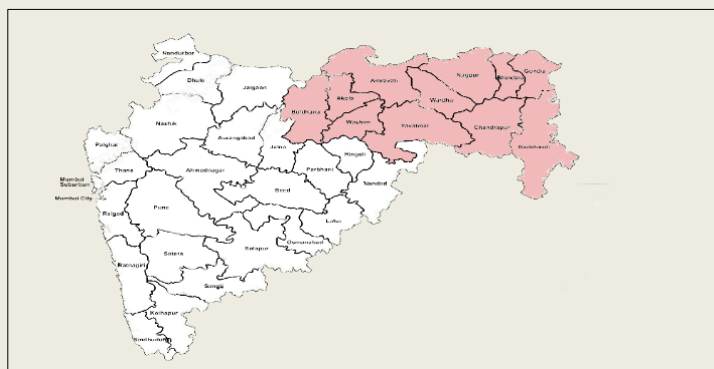 Nandurbar
Dhule
Jalgaon
Buldhana
Akola
Amravati
Nagpur
Bhandara
Gondia
Wardha
Washim
Yavatmal
Chandrapur
Gadchiroli
Nashik
Aurangabad
Jalna
Hingoli
Parbhani
Nanded
Palghar
Thane
Ahmednagar
Beed
Mumbai
Suburban
Mumbai City
Raigad
Pune
Latur
Osmanabad
Solapur
Satara
Ratnagiri
Sangli
Kolhapur
Sindhudurg